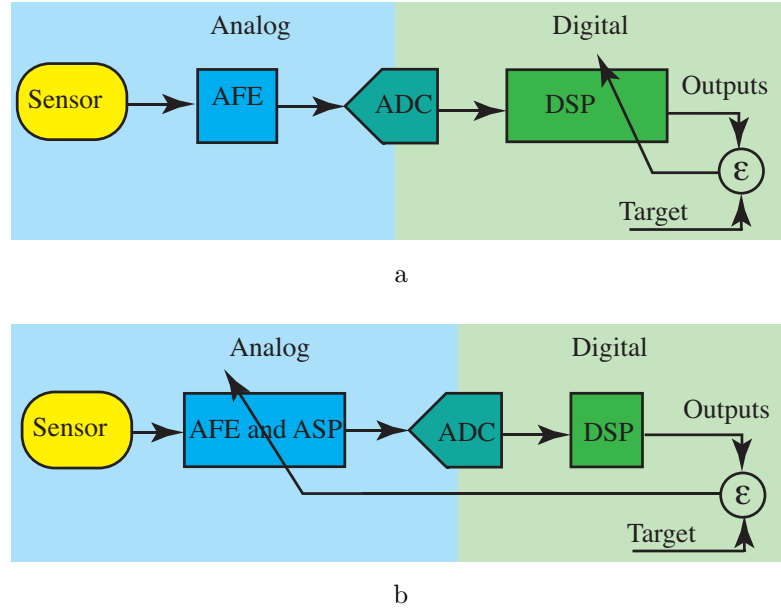 Analog
Digital
Sensor
AFE
ADC
DSP
Outputs
ε
Target
a
Analog
Digital
Sensor
AFE and ASP
ADC
DSP
Outputs
ε
Target
b